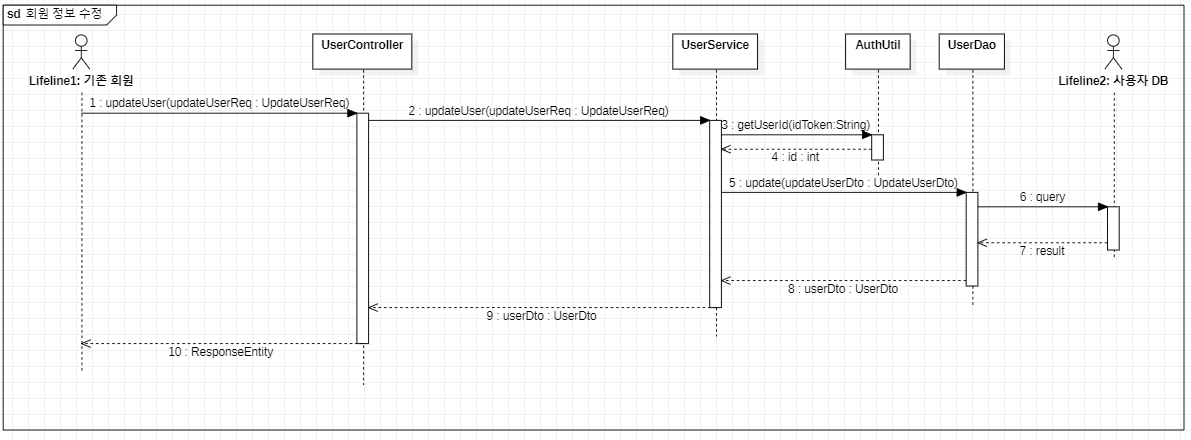 sd 회원 정보 수정
UserController
UserService
AuthUtil
UserDao
Lifeline1: 기존 회원
Lifeline2: 사용자 DB
1 : updateUser(updateUserReq : UpdateUserReq)
2 : updateUser(updateUserReq : UpdateUserReq)
3 : getUserId(idToken:String)
4 : id : int
5 : update(updateUserDto : UpdateUserDto)
6 : query
7 : result
8 : userDto : UserDto
9 : userDto : UserDto
10 : ResponseEntity